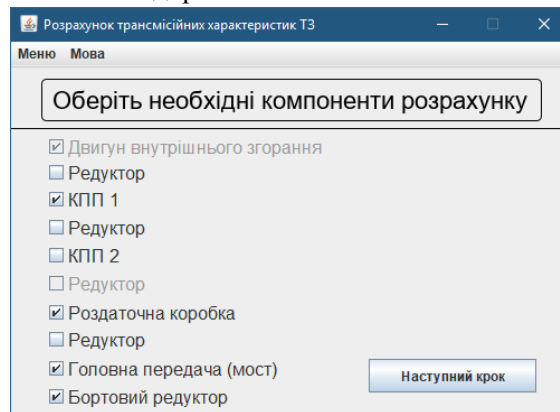 Розрахунок трансмісійних характеристик ТЗ
Меню Мова
Оберіть необхідні компоненти розрахунку
Двигун внутрішнього згорання
Редуктор
КПП 1
Редуктор
КПП 2
Редуктор
Роздаточна коробка
Редуктор
Головна передача (мост)
Наступний крок
Бортовий редуктор